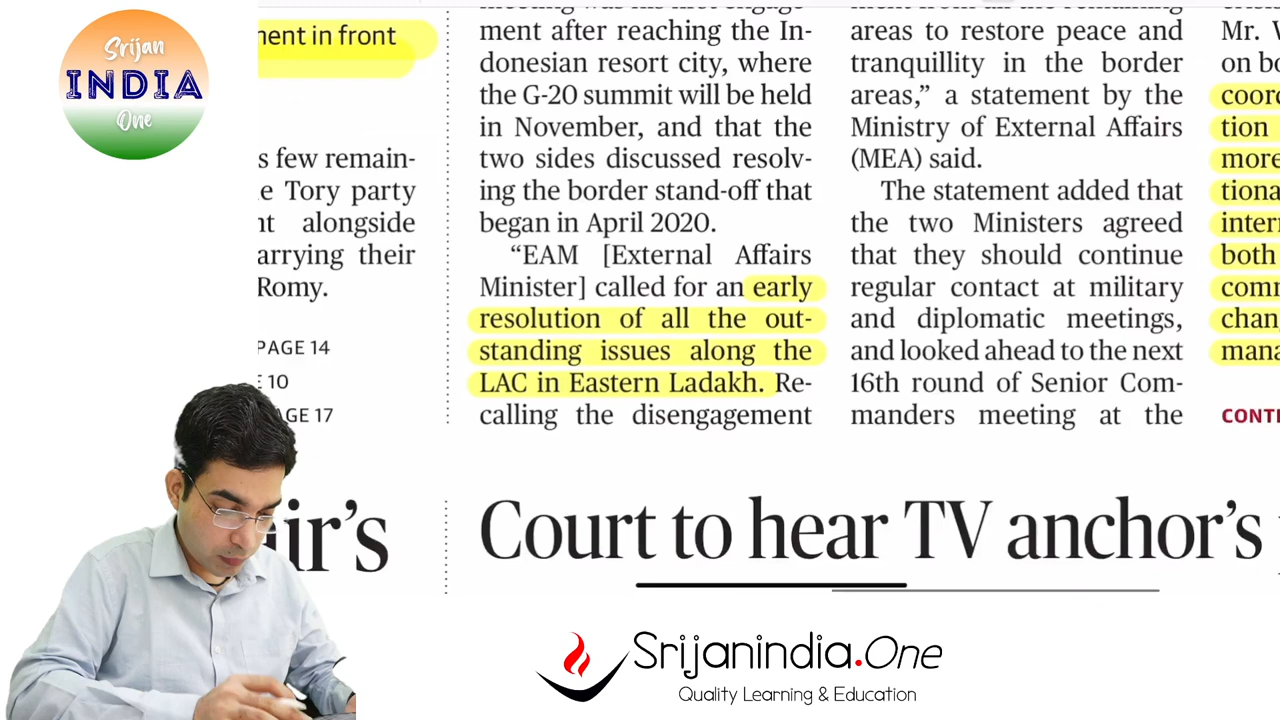 Srijan
INDIA
One
in front
few remain-
Tory party
alongside
their
Romy.
PAGE 14
10
17
ment after reaching the In-
donesian resort city, where
the G-20 summit will be held
in November, and that the
two sides discussed resolv-
ing the border stand-off that
began in April 2020.
“EAM [External Affairs
Minister] called for an early
resolution of all the out-
standing issues along the
LAC in Eastern Ladakh. Re-
calling the disengagement
areas to restore peace and
tranquillity in the border
areas,” a statement by the
Ministry of External Affairs
(MEA) said.
The statement added that
the two Ministers agreed
that they should continue
regular contact at military
and diplomatic meetings,
and looked ahead to the next
16th round of Senior Com-
manders meeting at the
Mr.
on
tion
more
both
Court to hear TV anchor’s
Srijanindia.One
Quality Learning & Education